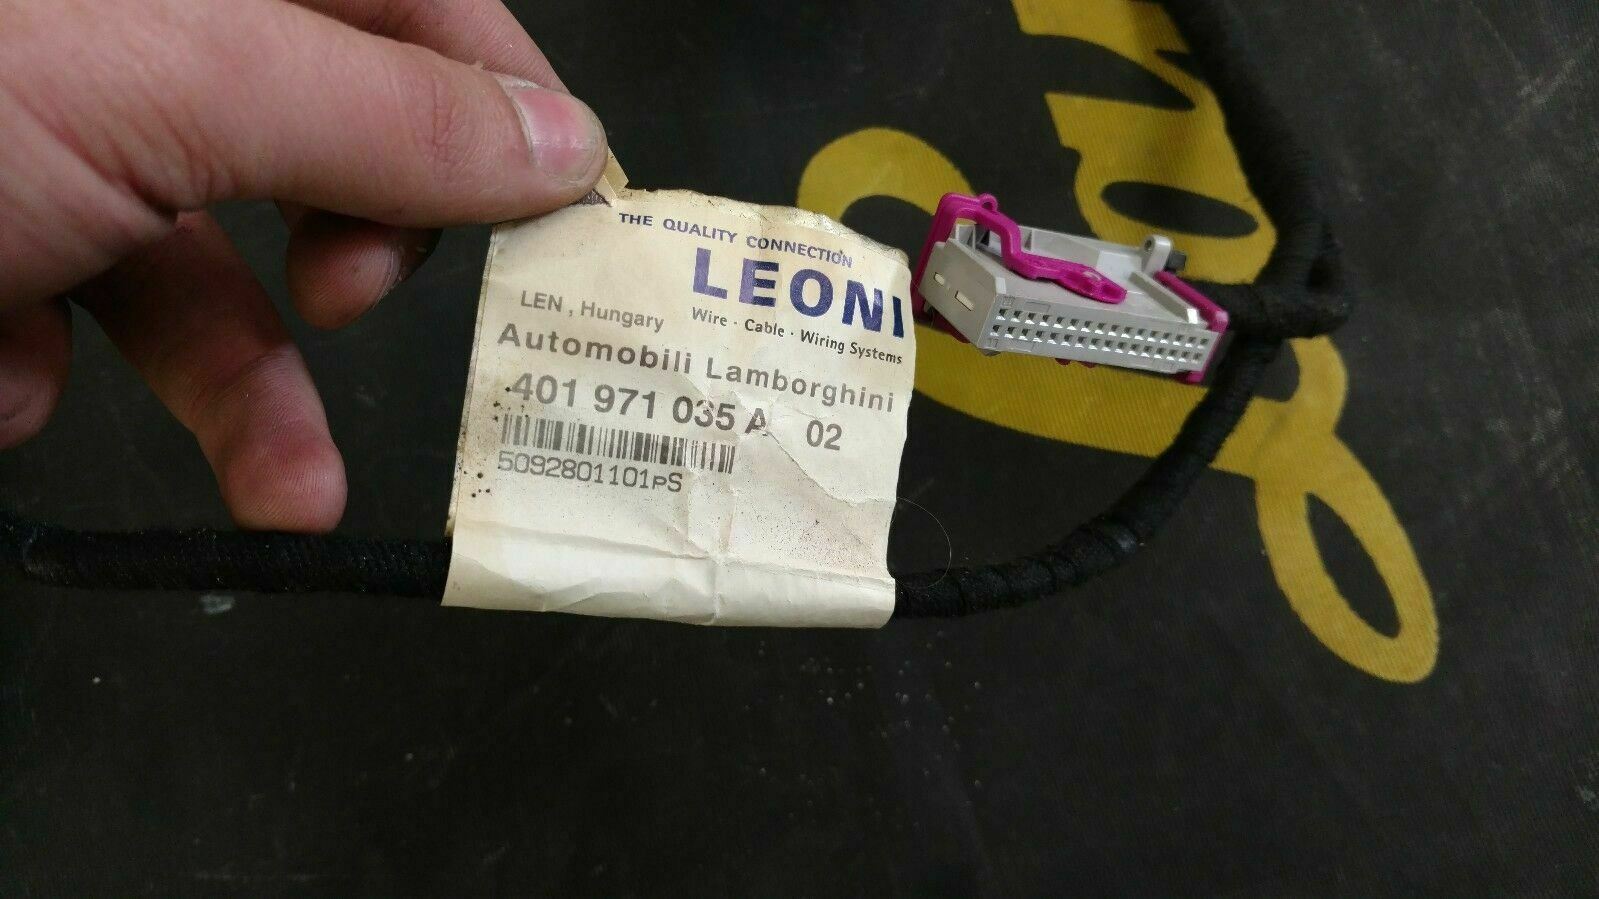 THE QUALITY CONNECTION
LEONI
LEN, Hungary
Wire · Cable · Wiring Systems
Automobili Lamborghini
401 971 035 A 02
5092801101PS